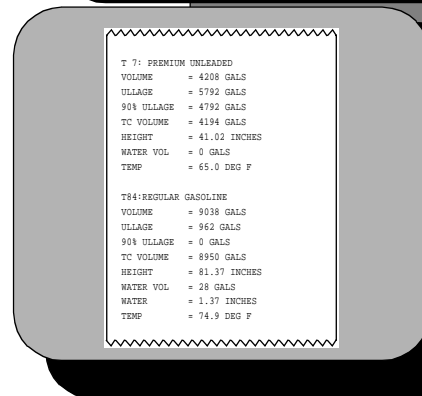 T 7: PREMIUM UNLEADED
VOLUME = 4208 GALS
ULLAGE = 5792 GALS
90% ULLAGE = 4792 GALS
TC VOLUME = 4194 GALS
HEIGHT = 41.02 INCHES
WATER VOL = 0 GALS
TEMP = 65.0 DEG F
T84:REGULAR GASOLINE
VOLUME = 9038 GALS
ULLAGE = 962 GALS
90% ULLAGE = 0 GALS
TC VOLUME = 8950 GALS
HEIGHT = 81.37 INCHES
WATER VOL = 28 GALS
WATER = 1.37 INCHES
TEMP = 74.9 DEG F